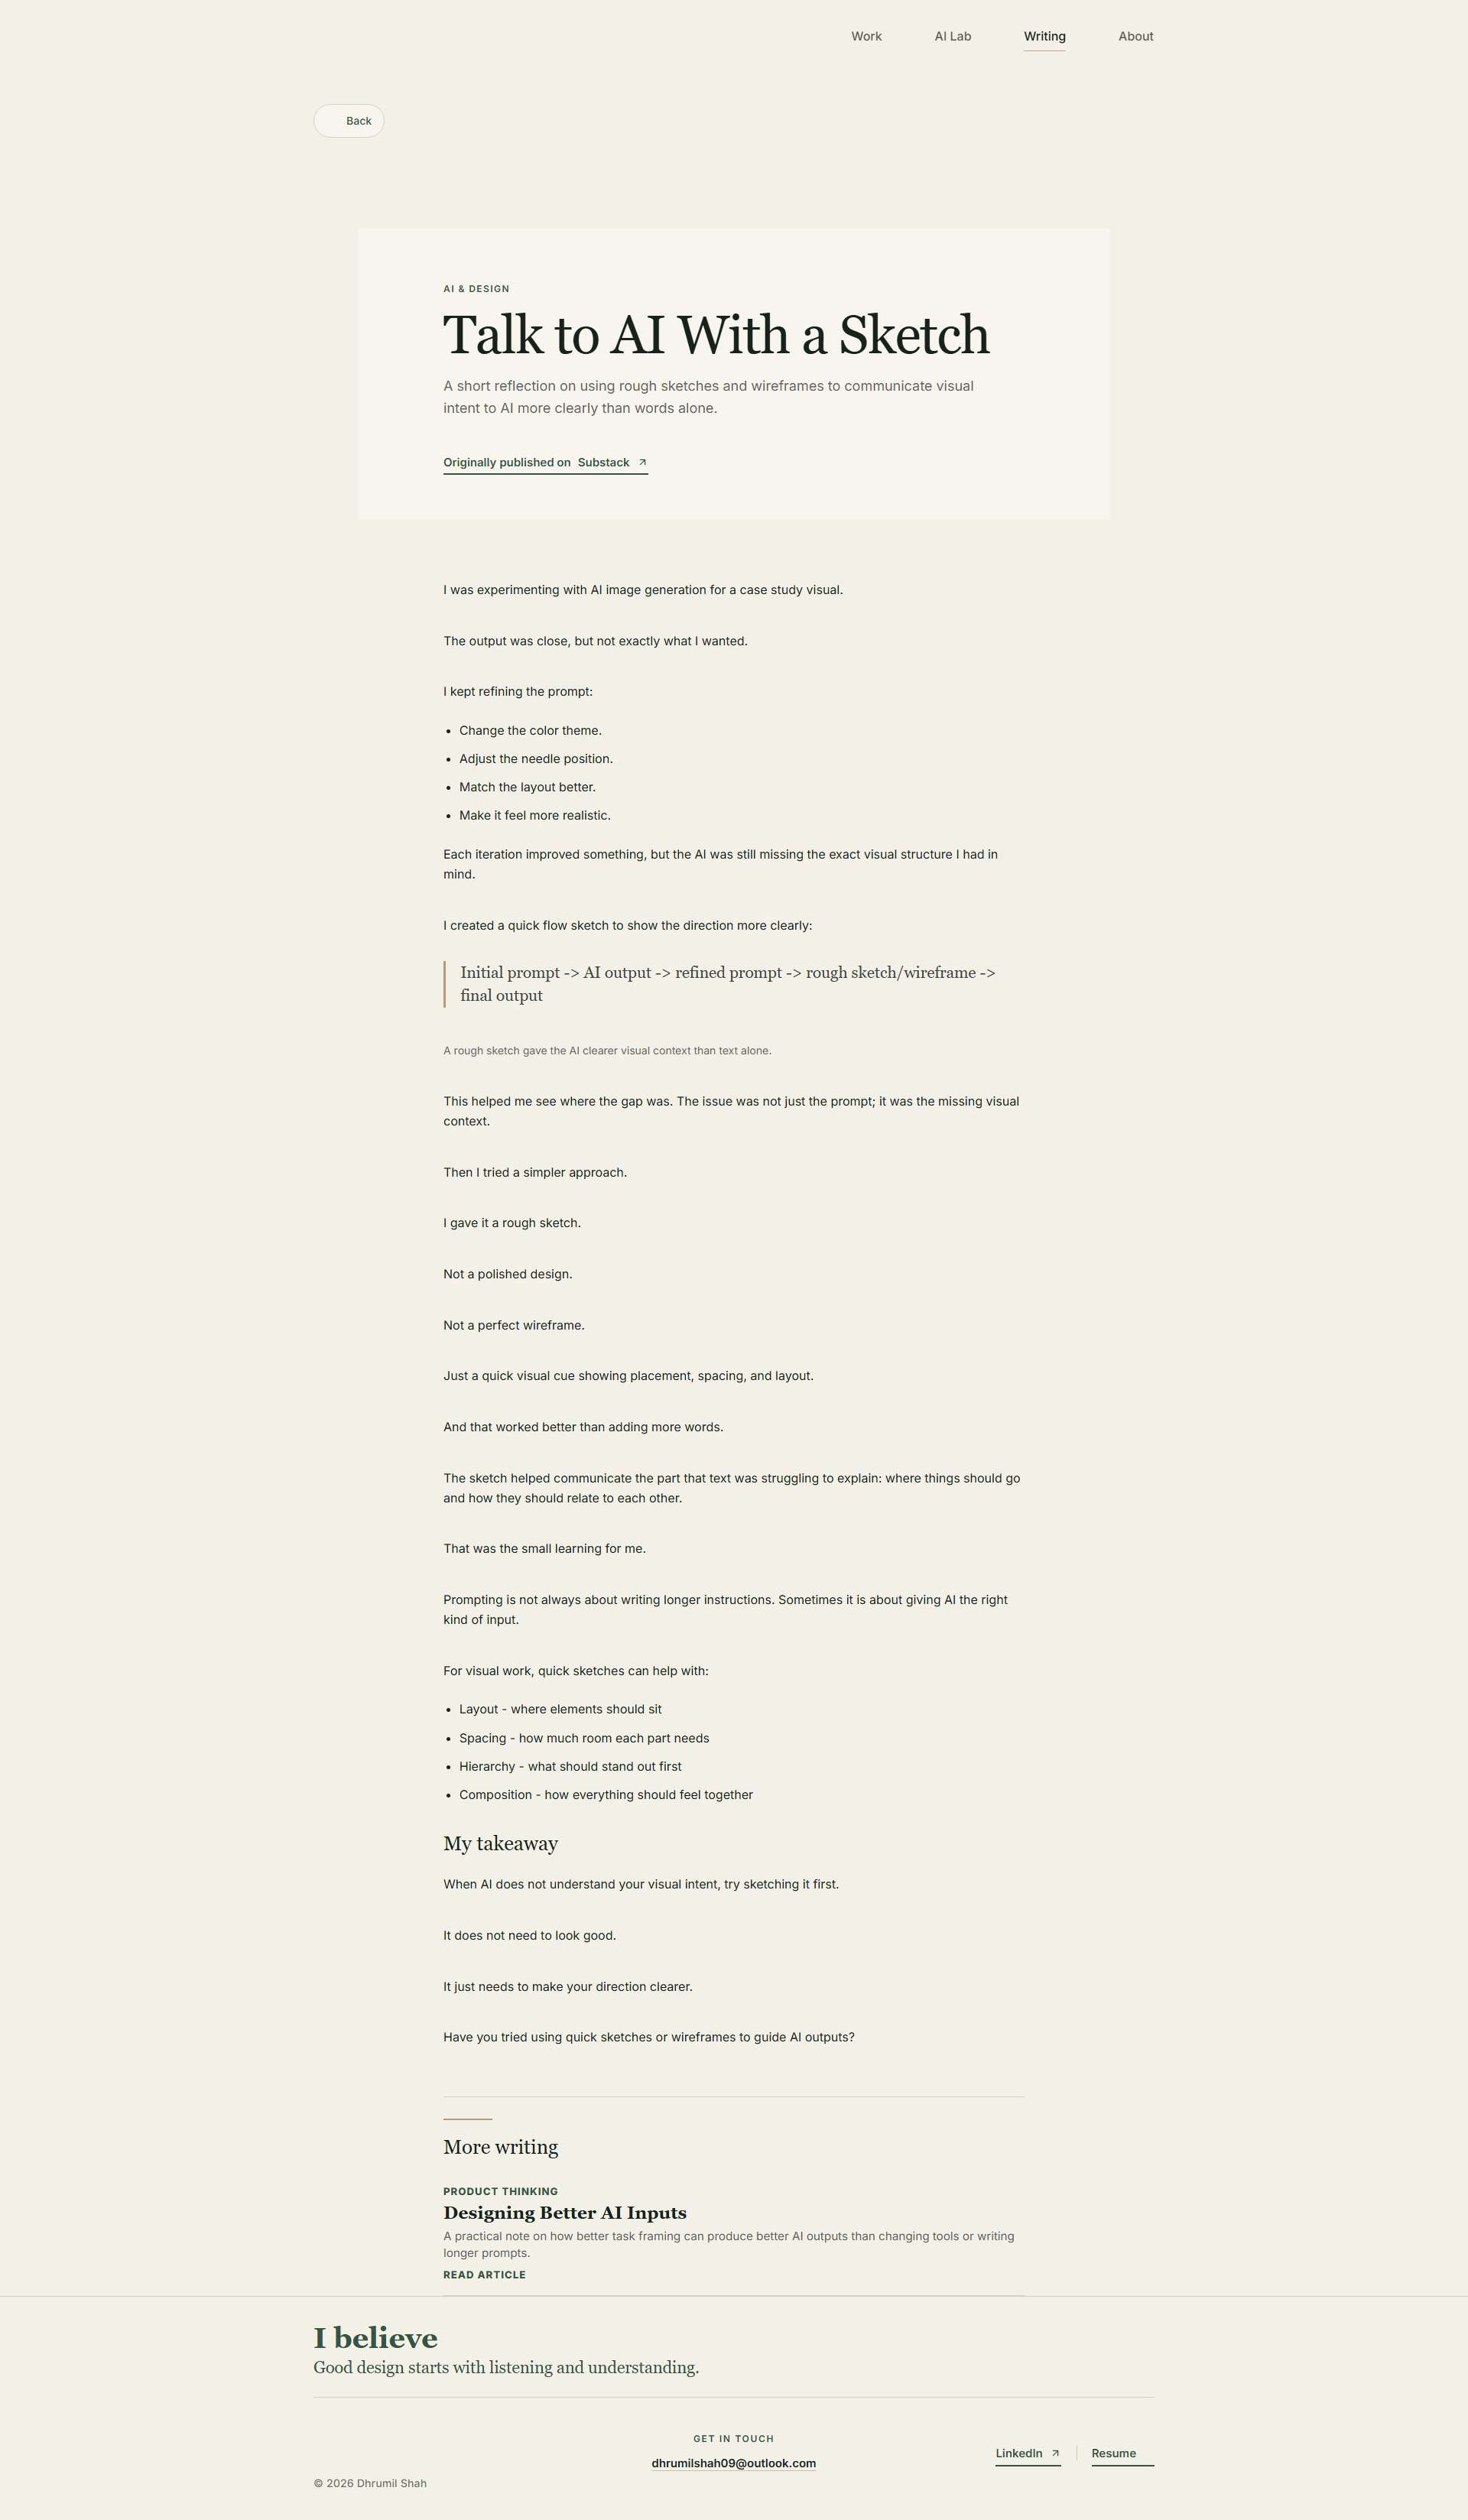 Work AI Lab Writing About
Back
AI & DESIGN
Talk to AI With a Sketch
A short reflection on using rough sketches and wireframes to communicate visual
intent to AI more clearly than words alone.
Originally published on Substack ↗
I was experimenting with AI image generation for a case study visual.
The output was close, but not exactly what I wanted.
I kept refining the prompt:
• Change the color theme.
• Adjust the needle position.
• Match the layout better.
• Make it feel more realistic.
Each iteration improved something, but the AI was still missing the exact visual structure I had in
mind.
I created a quick flow sketch to show the direction more clearly:
Initial prompt -> AI output -> refined prompt -> rough sketch/wireframe ->
final output
A rough sketch gave the AI clearer visual context than text alone.
This helped me see where the gap was. The issue was not just the prompt; it was the missing visual
context.
Then I tried a simpler approach.
I gave it a rough sketch.
Not a polished design.
Not a perfect wireframe.
Just a quick visual cue showing placement, spacing, and layout.
And that worked better than adding more words.
The sketch helped communicate the part that text was struggling to explain: where things should go
and how they should relate to each other.
That was the small learning for me.
Prompting is not always about writing longer instructions. Sometimes it is about giving AI the right
kind of input.
For visual work, quick sketches can help with:
• Layout - where elements should sit
• Spacing - how much room each part needs
• Hierarchy - what should stand out first
• Composition - how everything should feel together
My takeaway
When AI does not understand your visual intent, try sketching it first.
It does not need to look good.
It just needs to make your direction clearer.
Have you tried using quick sketches or wireframes to guide AI outputs?
More writing
PRODUCT THINKING
Designing Better AI Inputs
A practical note on how better task framing can produce better AI outputs than changing tools or writing
longer prompts.
READ ARTICLE
I believe
Good design starts with listening and understanding.
GET IN TOUCH
dhrumilshah09@outlook.com
LinkedIn ↗ Resume
© 2026 Dhrumil Shah